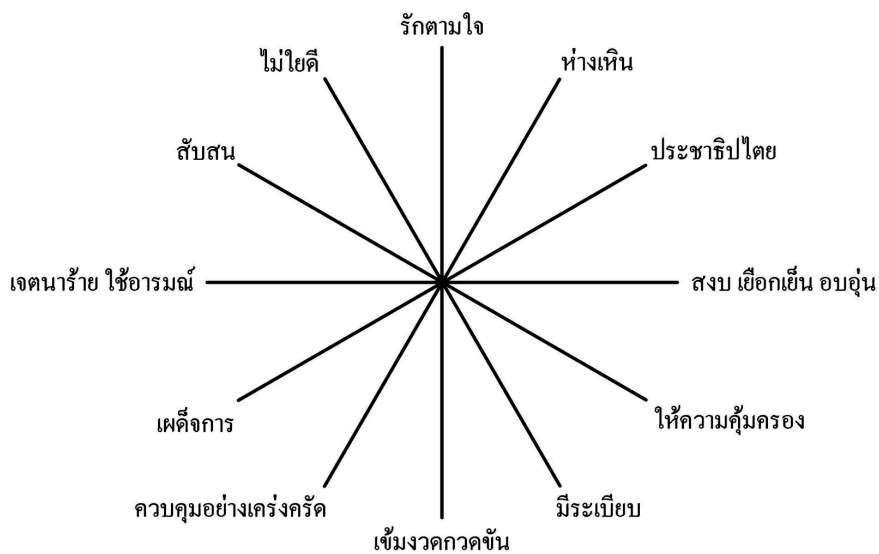 รักตามใจ
ไม่ใยดี
ห่างเหิน
สับสน
ประชาธิปไตย
เจตนาร้าย ใช้อารมณ์
สงบ เยือกเย็น อบอุ่น
เผด็จการ
ให้ความคุ้มครอง
ควบคุมอย่างเคร่งครัด
มีระเบียบ
เข้มงวดกวดขัน